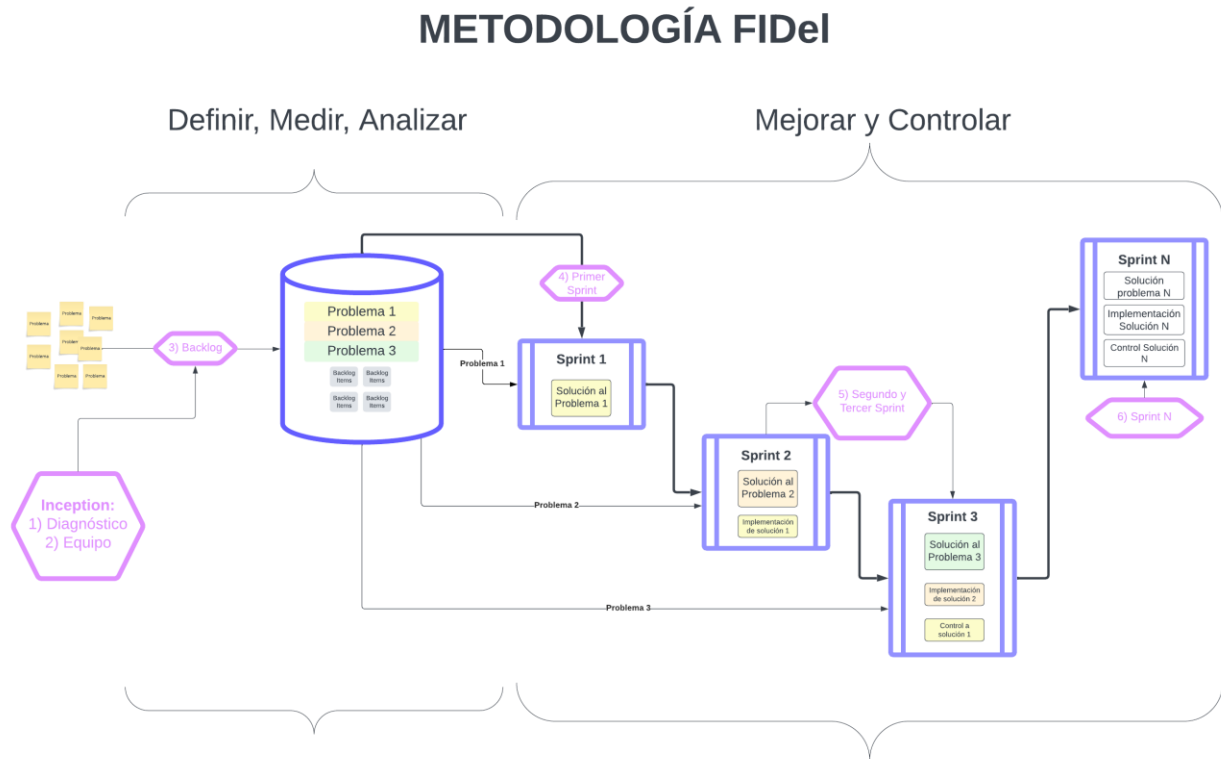 METODOLOGÍA FIDel
Definir, Medir, Analizar
Mejorar y Controlar
Problema
Problema
Problema
Problema
Problema
Problema
Problema
3) Backlog
Inception:
1) Diagnóstico
2) Equipo
Problema 1
Problema 2
Problema 3
Backlog
Items
Backlog
Items
Backlog
Items
Backlog
Items
4) Primer
Sprint
Problema 1
Sprint 1
Solución al
Problema 1
Problema 2
Sprint 2
Solución al
Problema 2
Implementación
de solución 1
5) Segundo y
Tercer Sprint
Problema 3
Sprint 3
Solución al
Problema 3
Implementación
de solución 2
Control a
solución 1
Sprint N
Solución
problema N
Implementación
Solución N
Control Solución
N
6) Sprint N